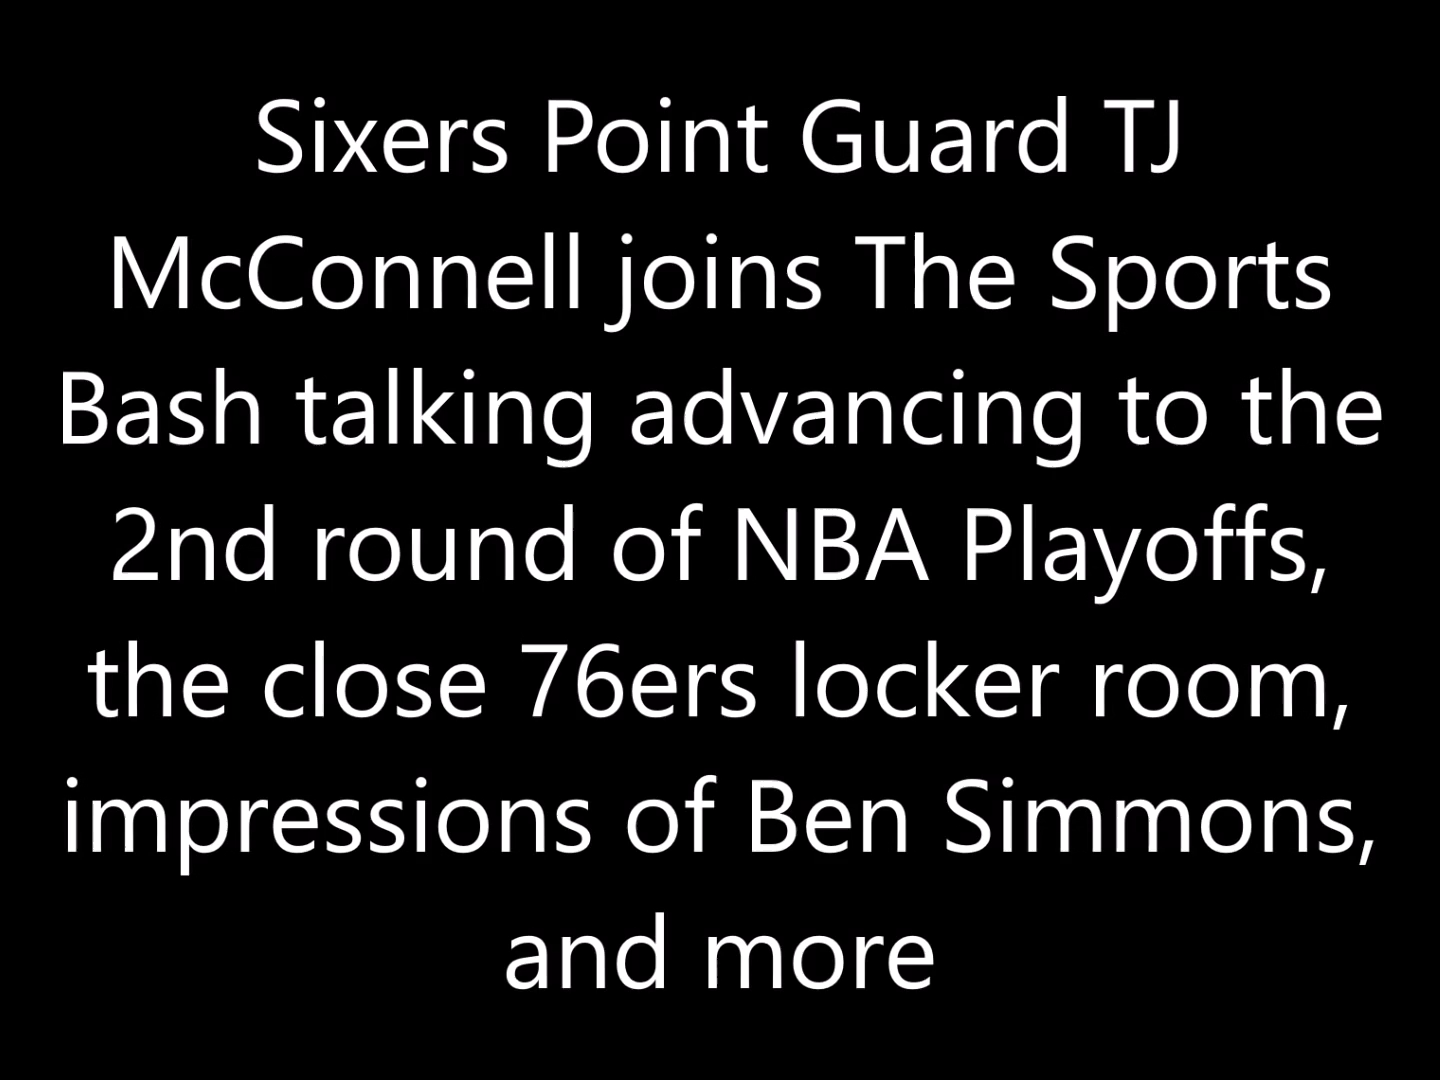 Sixers Point Guard TJ
McConnell joins The Sports
Bash talking advancing to the
2nd round of NBA Playoffs,
the close 76ers locker room,
impressions of Ben Simmons,
and more